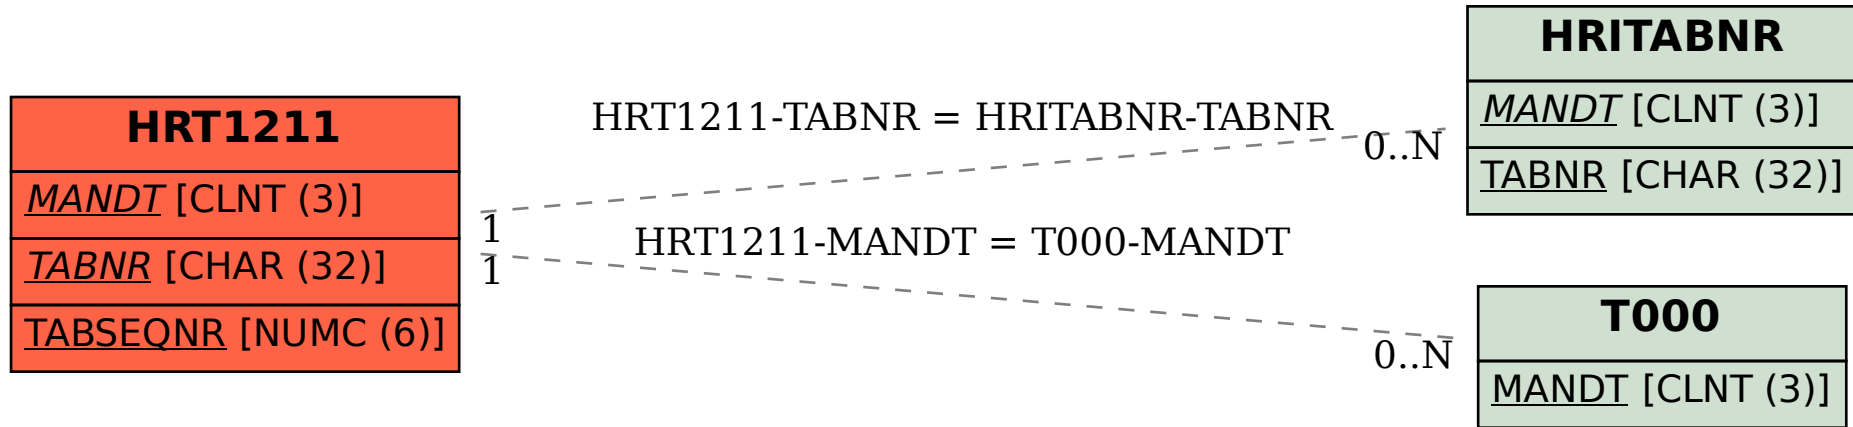 HRT1211
MANDT [CLNT (3)]
TABNR [CHAR (32)]
TABSEQNR [NUMC (6)]
HRT1211-TABNR = HRITABNR-TABNR
0..N
1
HRT1211-MANDT = T000-MANDT
1
0..N
HRITABNR
MANDT [CLNT (3)]
TABNR [CHAR (32)]
T000
MANDT [CLNT (3)]